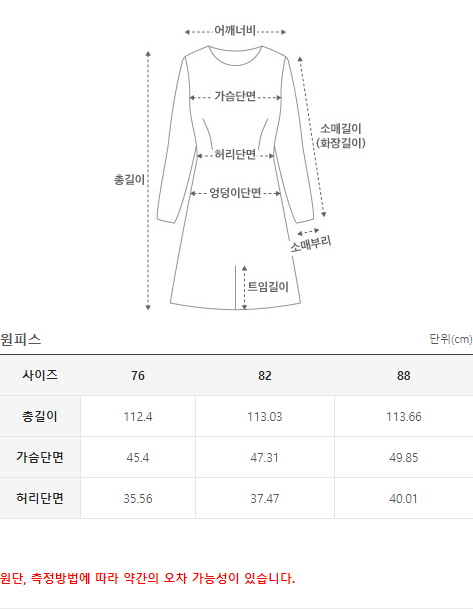 어깨너비
가슴단면
소매길이
(화장길이)
허리단면
총길이
엉덩이단면
소매부리
트임길이
원피스 단위(cm)
사이즈 76 82 88
총길이 112.4 113.03 113.66
가슴단면 45.4 47.31 49.85
허리단면 35.56 37.47 40.01
원단, 측정방법에 따라 약간의 오차 가능성이 있습니다.